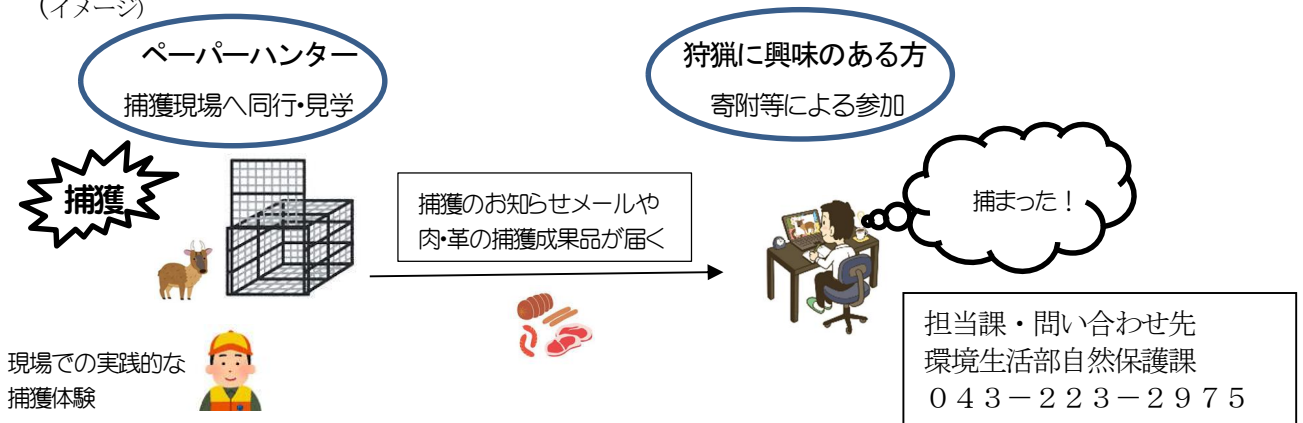 (イメージ)
ペーパーハンター
捕獲現場へ同行・見学
狩猟に興味のある方
寄附等による参加
捕獲
捕獲のお知らせメールや
肉・革の捕獲成果品が届く
捕まった！
現場での実践的な
捕獲体験
担当課・問い合わせ先
環境生活部自然保護課
０４３－２２３－２９７５